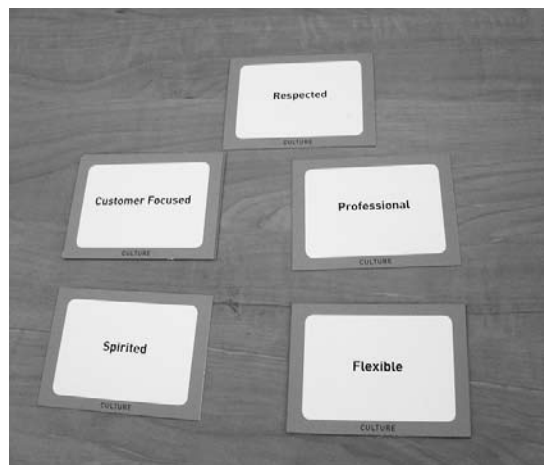 Respected
CULTURE
Customer Focused
CULTURE
Professional
CULTURE
Spirited
CULTURE
Flexible
CULTURE